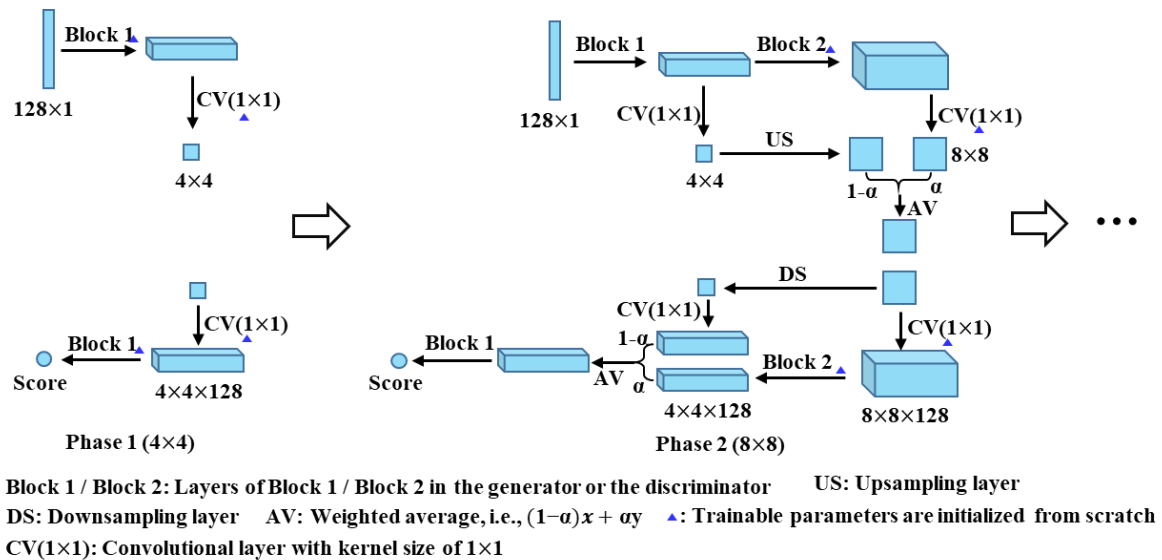 Block 1
128×1
CV(1×1)
4×4
CV(1×1)
Block 1
Score
4×4×128
Phase 1 (4×4)
Block 1
Block 2
128×1
CV(1×1)
CV(1×1)
US
4×4
8×8
1-α
α
AV
DS
CV(1×1)
CV(1×1)
1-α
Block 1
AV
α
Block 2
Score
4×4×128
8×8×128
Phase 2 (8×8)
•••
Block 1 / Block 2: Layers of Block 1 / Block 2 in the generator or the discriminator US: Upsampling layer
DS: Downsampling layer AV: Weighted average, i.e., (1−α)x + αy ▲: Trainable parameters are initialized from scratch
CV(1×1): Convolutional layer with kernel size of 1×1